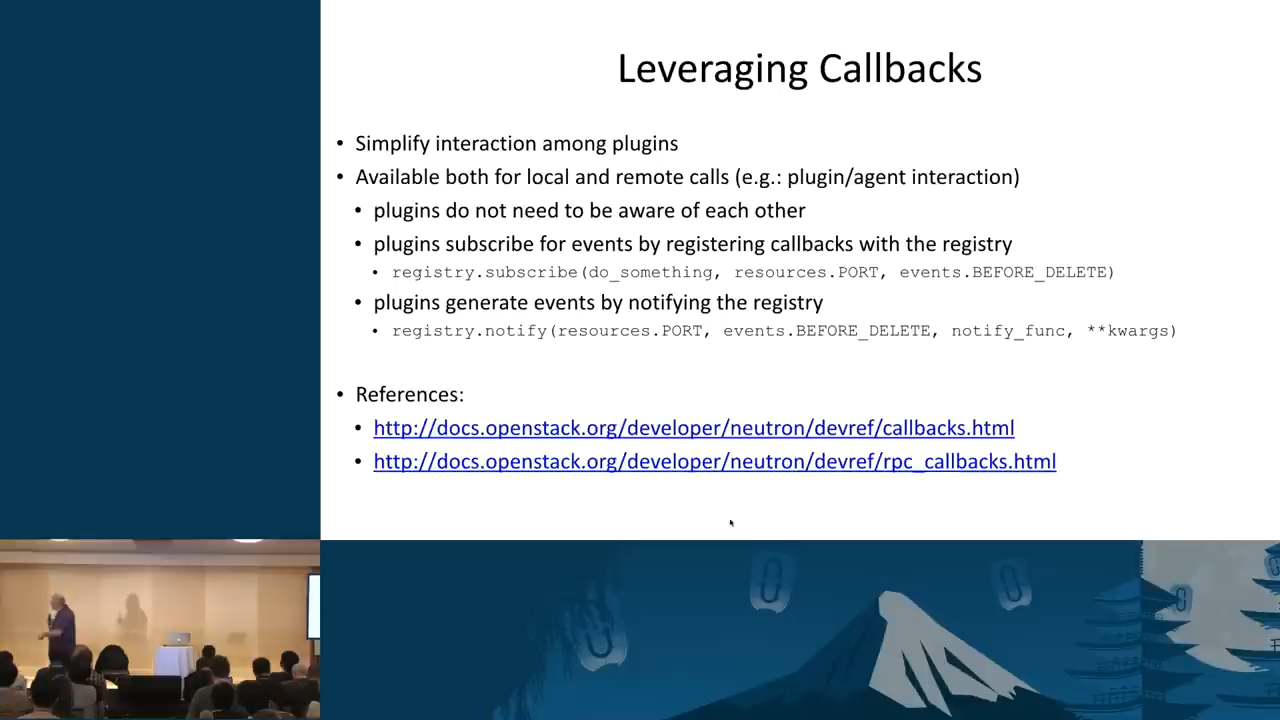 Leveraging Callbacks
• Simplify interaction among plugins
• Available both for local and remote calls (e.g.: plugin/agent interaction)
• plugins do not need to be aware of each other
• plugins subscribe for events by registering callbacks with the registry
• registry.subscribe(do_something, resources.PORT, events.BEFORE_DELETE)
• plugins generate events by notifying the registry
• registry.notify(resources.PORT, events.BEFORE_DELETE, notify_func, **kwargs)
• References:
• http://docs.openstack.org/developer/neutron/devref/callbacks.html
• http://docs.openstack.org/developer/neutron/devref/rpc_callbacks.html